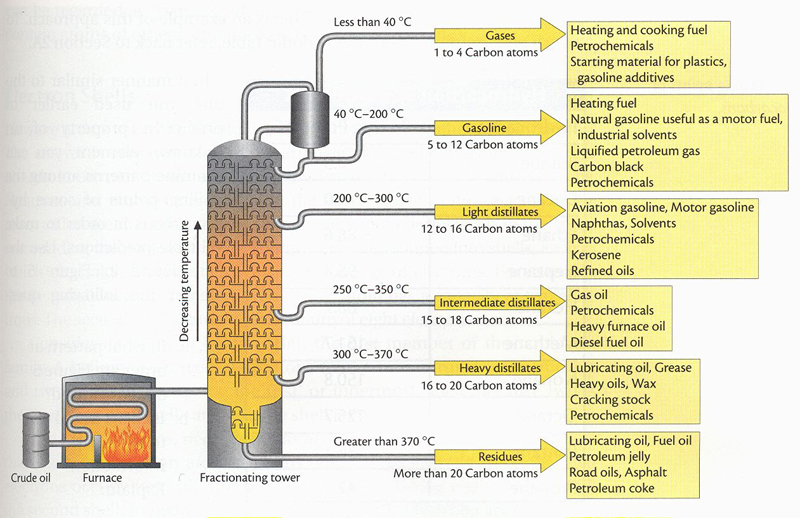 Less than 40 °C
Gases
1 to 4 Carbon atoms
Heating and cooking fuel
Petrochemicals
Starting material for plastics,
gasoline additives
40 °C–200 °C
Gasoline
5 to 12 Carbon atoms
Heating fuel
Natural gasoline useful as a motor fuel,
industrial solvents
Liquified petroleum gas
Carbon black
Petrochemicals
200 °C–300 °C
Light distillates
12 to 16 Carbon atoms
Aviation gasoline, Motor gasoline
Naphthas, Solvents
Petrochemicals
Kerosene
Refined oils
Decreasing temperature
250 °C–350 °C
Intermediate distillates
15 to 18 Carbon atoms
Gas oil
Petrochemicals
Heavy furnace oil
Diesel fuel oil
300 °C–370 °C
Heavy distillates
16 to 20 Carbon atoms
Lubricating oil, Grease
Heavy oils, Wax
Cracking stock
Petrochemicals
Greater than 370 °C
Residues
More than 20 Carbon atoms
Lubricating oil, Fuel oil
Petroleum jelly
Road oils, Asphalt
Petroleum coke
Crude oil
Furnace
Fractionating tower